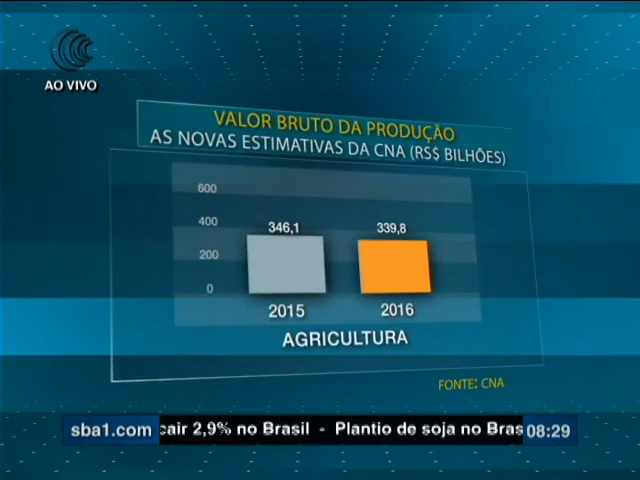 AO VIVO
VALOR BRUTO DA PRODUÇÃO
AS NOVAS ESTIMATIVAS DA CNA (RS$ BILHÕES)
600
400
200
0
346,1
339,8
2015
2016
AGRICULTURA
FONTE: CNA
sba1.com
cair 2,9% no Brasil - Plantio de soja no Bras
08:29